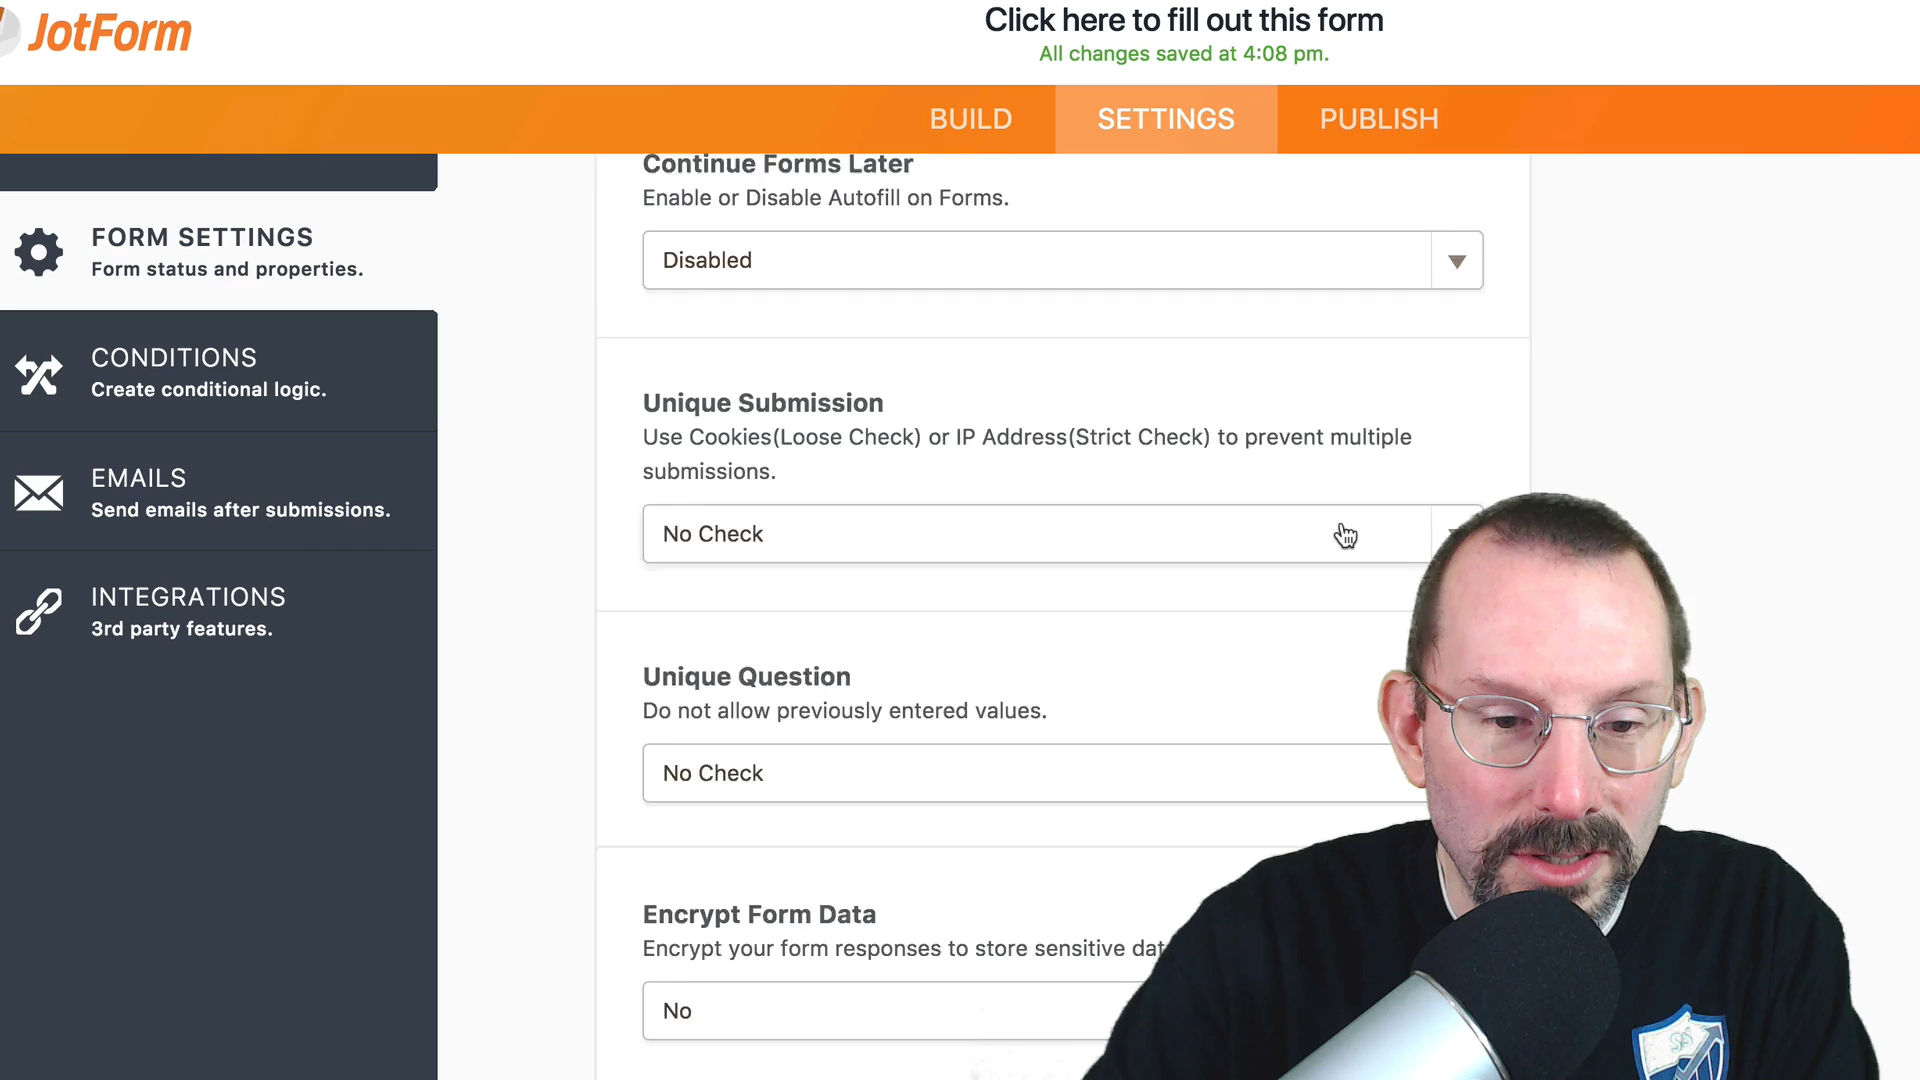 JotForm
Click here to fill out this form
All changes saved at 4:08 pm.
BUILD
SETTINGS
PUBLISH
FORM SETTINGS
Form status and properties.
CONDITIONS
Create conditional logic.
EMAILS
Send emails after submissions.
INTEGRATIONS
3rd party features.
Continue Forms Later
Enable or Disable Autofill on Forms.
Disabled
Unique Submission
Use Cookies(Loose Check) or IP Address(Strict Check) to prevent multiple
submissions.
No Check
Unique Question
Do not allow previously entered values.
No Check
Encrypt Form Data
Encrypt your form responses to store sensitive
No